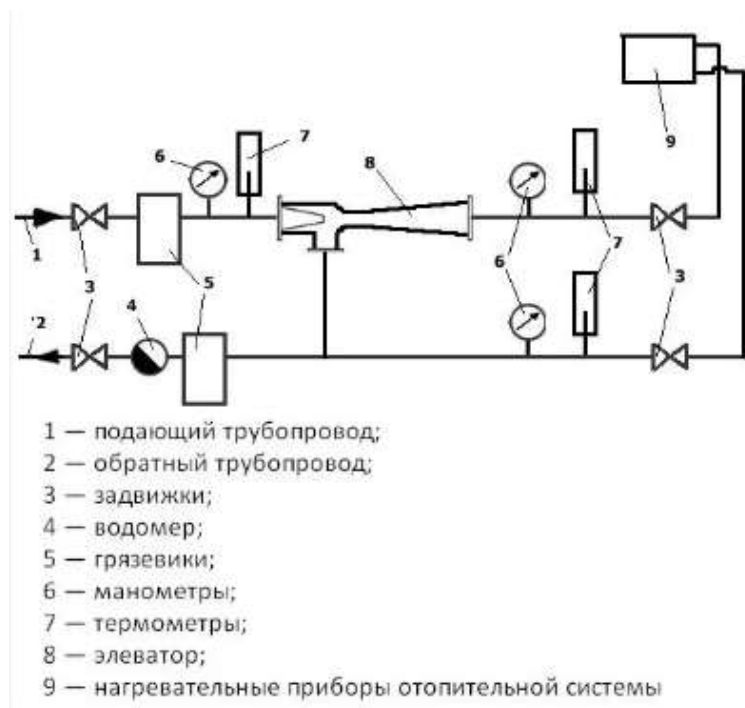 9
7
6
8
1
5
6
7
3
3
4
'2
1 — подающий трубопровод;
2 — обратный трубопровод;
3 — задвижки;
4 — водомер;
5 — грязевики;
6 — манометры;
7 — термометры;
8 — элеватор;
9 — нагревательные приборы отопительной системы